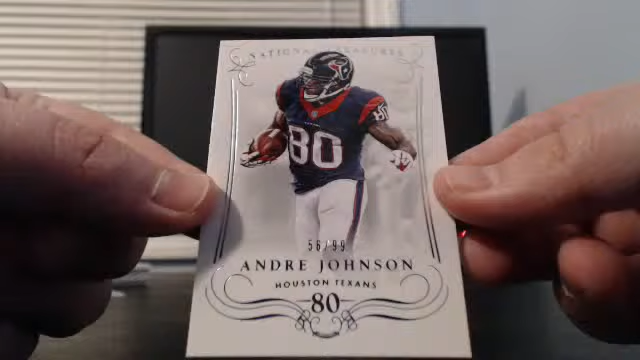 NATIONAL TREASURES
80
56/99
ANDRE JOHNSON
HOUSTON TEXANS
80